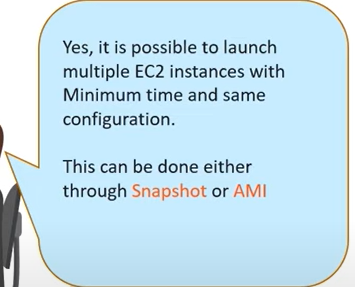 Yes, it is possible to launch
multiple EC2 instances with
Minimum time and same
configuration.
This can be done either
through Snapshot or AMI